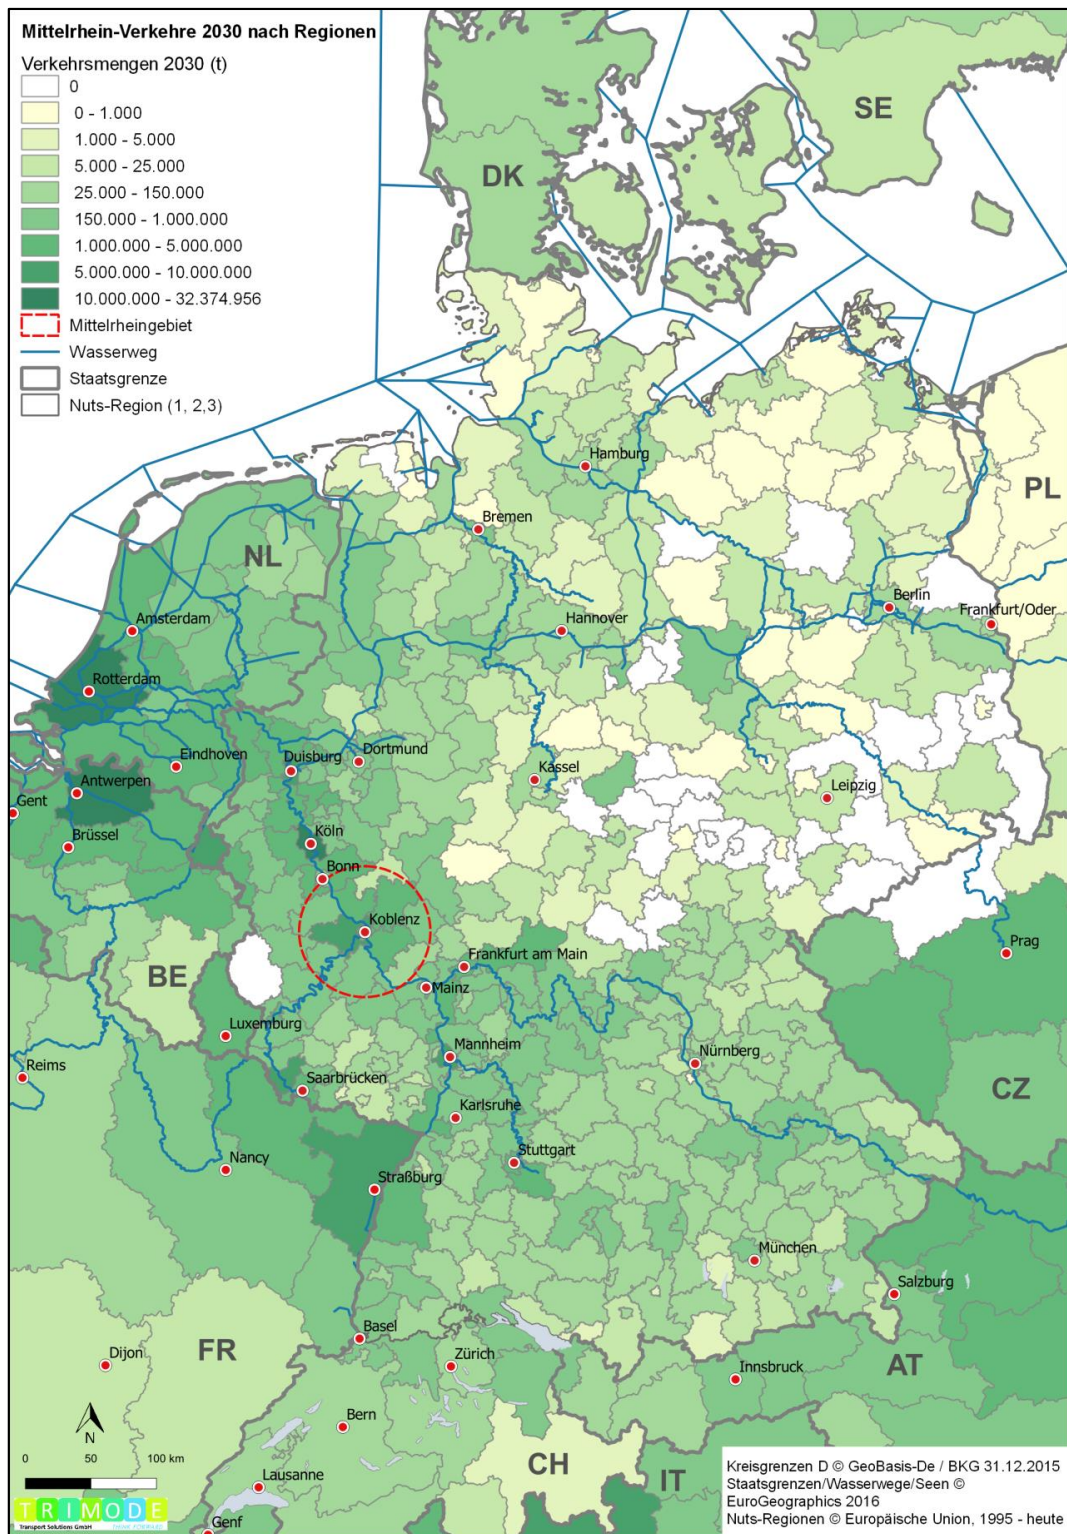 Mittelrhein-Verkehre 2030 nach Regionen
Verkehrsmengen 2030 (t)
0
0 - 1.000
1.000 - 5.000
5.000 - 25.000
25.000 - 150.000
150.000 - 1.000.000
1.000.000 - 5.000.000
5.000.000 - 10.000.000
10.000.000 - 32.374.956
Mittelrheingebiet
Wasserweg
Staatsgrenze
Nuts-Region (1, 2,3)
SE
DK
Hamburg
PL
Bremen
NL
Amsterdam
Hannover
Berlin
Frankfurt/Oder
Rotterdam
Eindhoven
Duisburg
Dortmund
Antwerpen
Kassel
Leipzig
Gent
Brüssel
Köln
Bonn
Koblenz
Prag
Frankfurt am Main
BE
Mainz
Luxemburg
Mannheim
Nürnberg
Reims
Saarbrücken
CZ
Karlsruhe
Nancy
Stuttgart
Straßburg
München
Salzburg
Basel
FR
Dijon
Zürich
Innsbruck
AT
N
Bern
0 50 100 km
CH
IT
Lausanne
Genf
TRIMODE
Transport Solutions GmbH
Kreisgrenzen D © GeoBasis-De / BKG 31.12.2015
Staatsgrenzen/Wasserwege/Seen ©
EuroGeographics 2016
Nuts-Regionen © Europäische Union, 1995 - heute